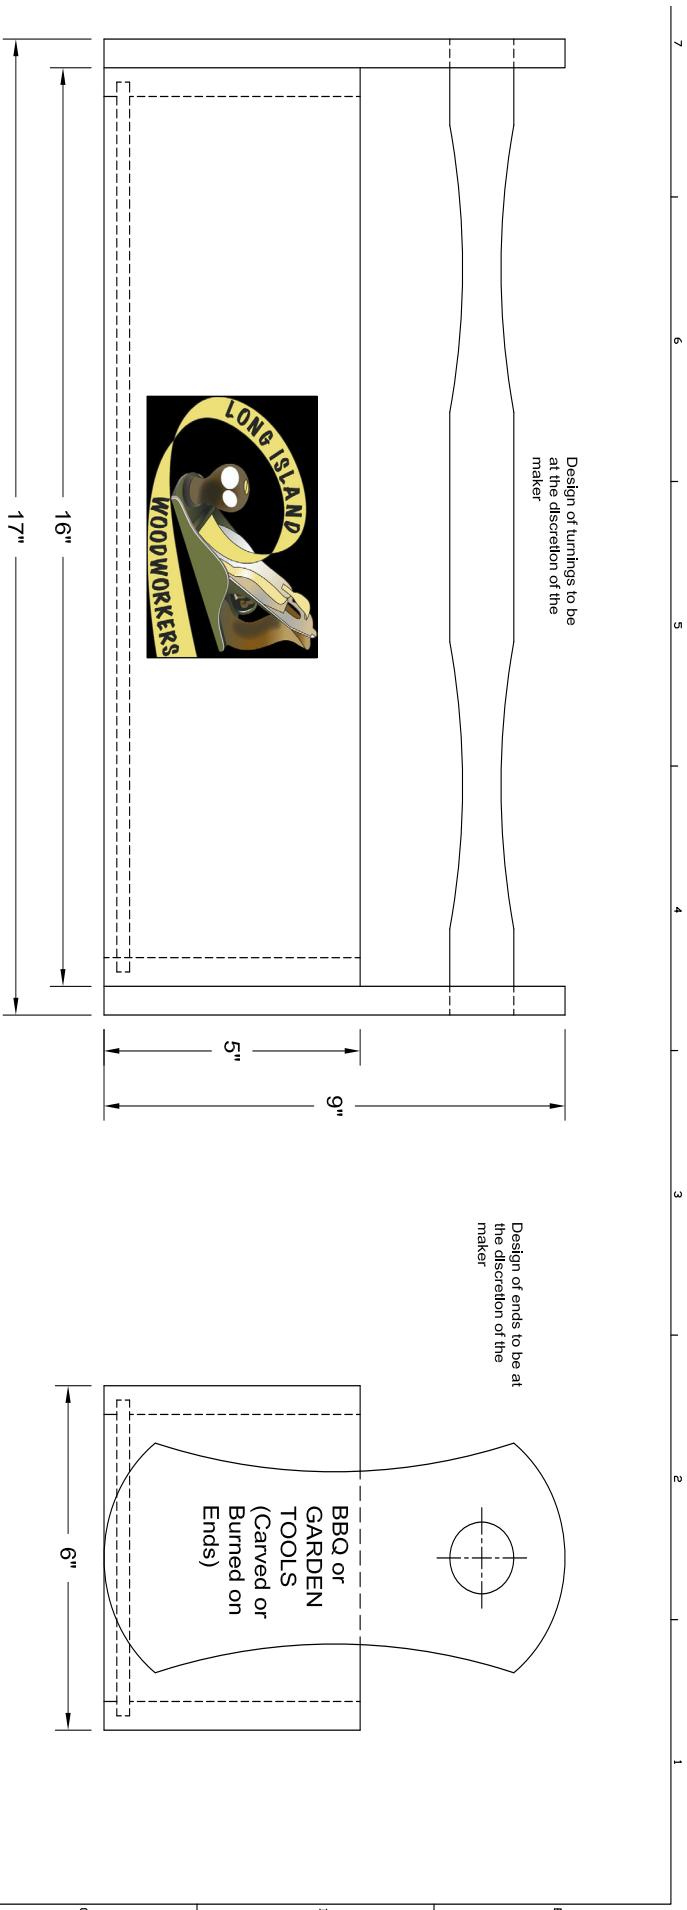 7
6
5
4
3
2
1
Design of turnings to be
at the discretion of the
maker
LONG ISLAND
WOODWORKERS
16"
17"
5"
9"
Design of ends to be at
the discretion of the
maker
BBQ or
GARDEN
TOOLS
(Carved or
Burned on
Ends)
6"